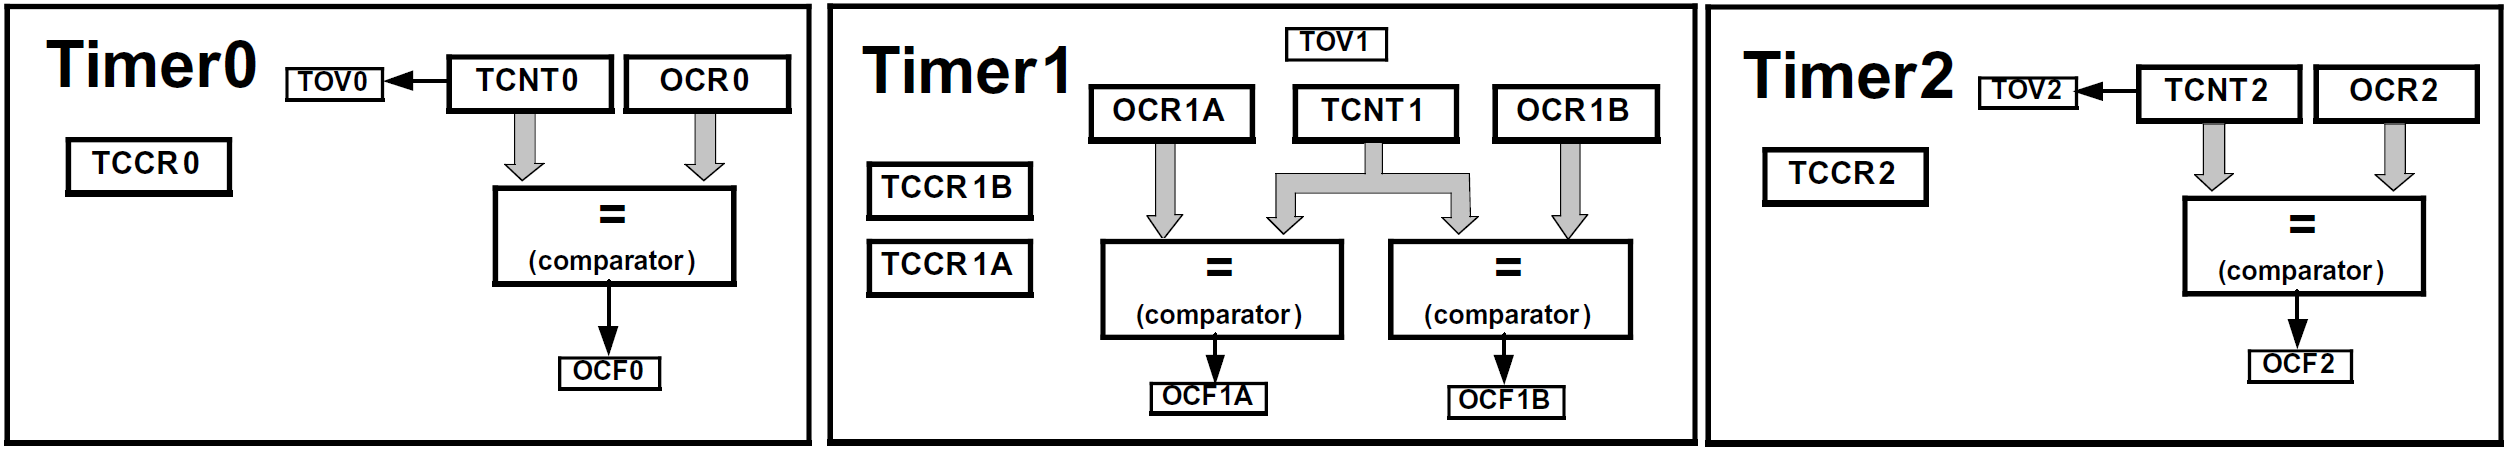 Timer0
TOV0
TCNT0
OCR0
TCCR0
=
(comparator)
OCF0
Timer1
TOV1
OCR1A
TCNT1
OCR1B
TCCR1B
TCCR1A
=
(comparator)
=
(comparator)
OCF1A
OCF1B
Timer2
TOV2
TCNT2
OCR2
TCCR2
=
(comparator)
OCF2